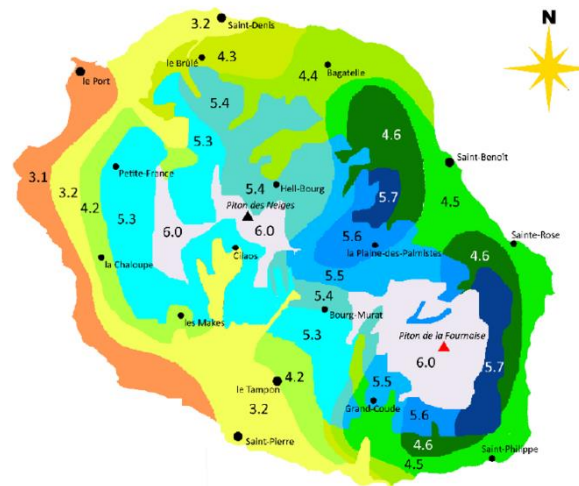 N
3.2
Saint-Denis
le Brûlé
4.3
Bagatelle
4.4
le Port
5.4
4.6
5.3
Saint-Benoît
3.1
3.2
Petite-France
4.2
5.4
Hell-Bourg
5.7
4.5
5.3
Piton des Neiges
6.0
6.0
5.6
Sainte-Rose
Cilaos
la Plaine-des-Palmistes
4.6
la Chaloupe
5.5
5.4
Bourg-Murat
les Makes
5.3
Piton de la Fournaise
6.0
5.7
le Tampon
4.2
5.5
3.2
Grand-Coude
5.6
Saint-Pierre
4.6
4.5
Saint-Philippe